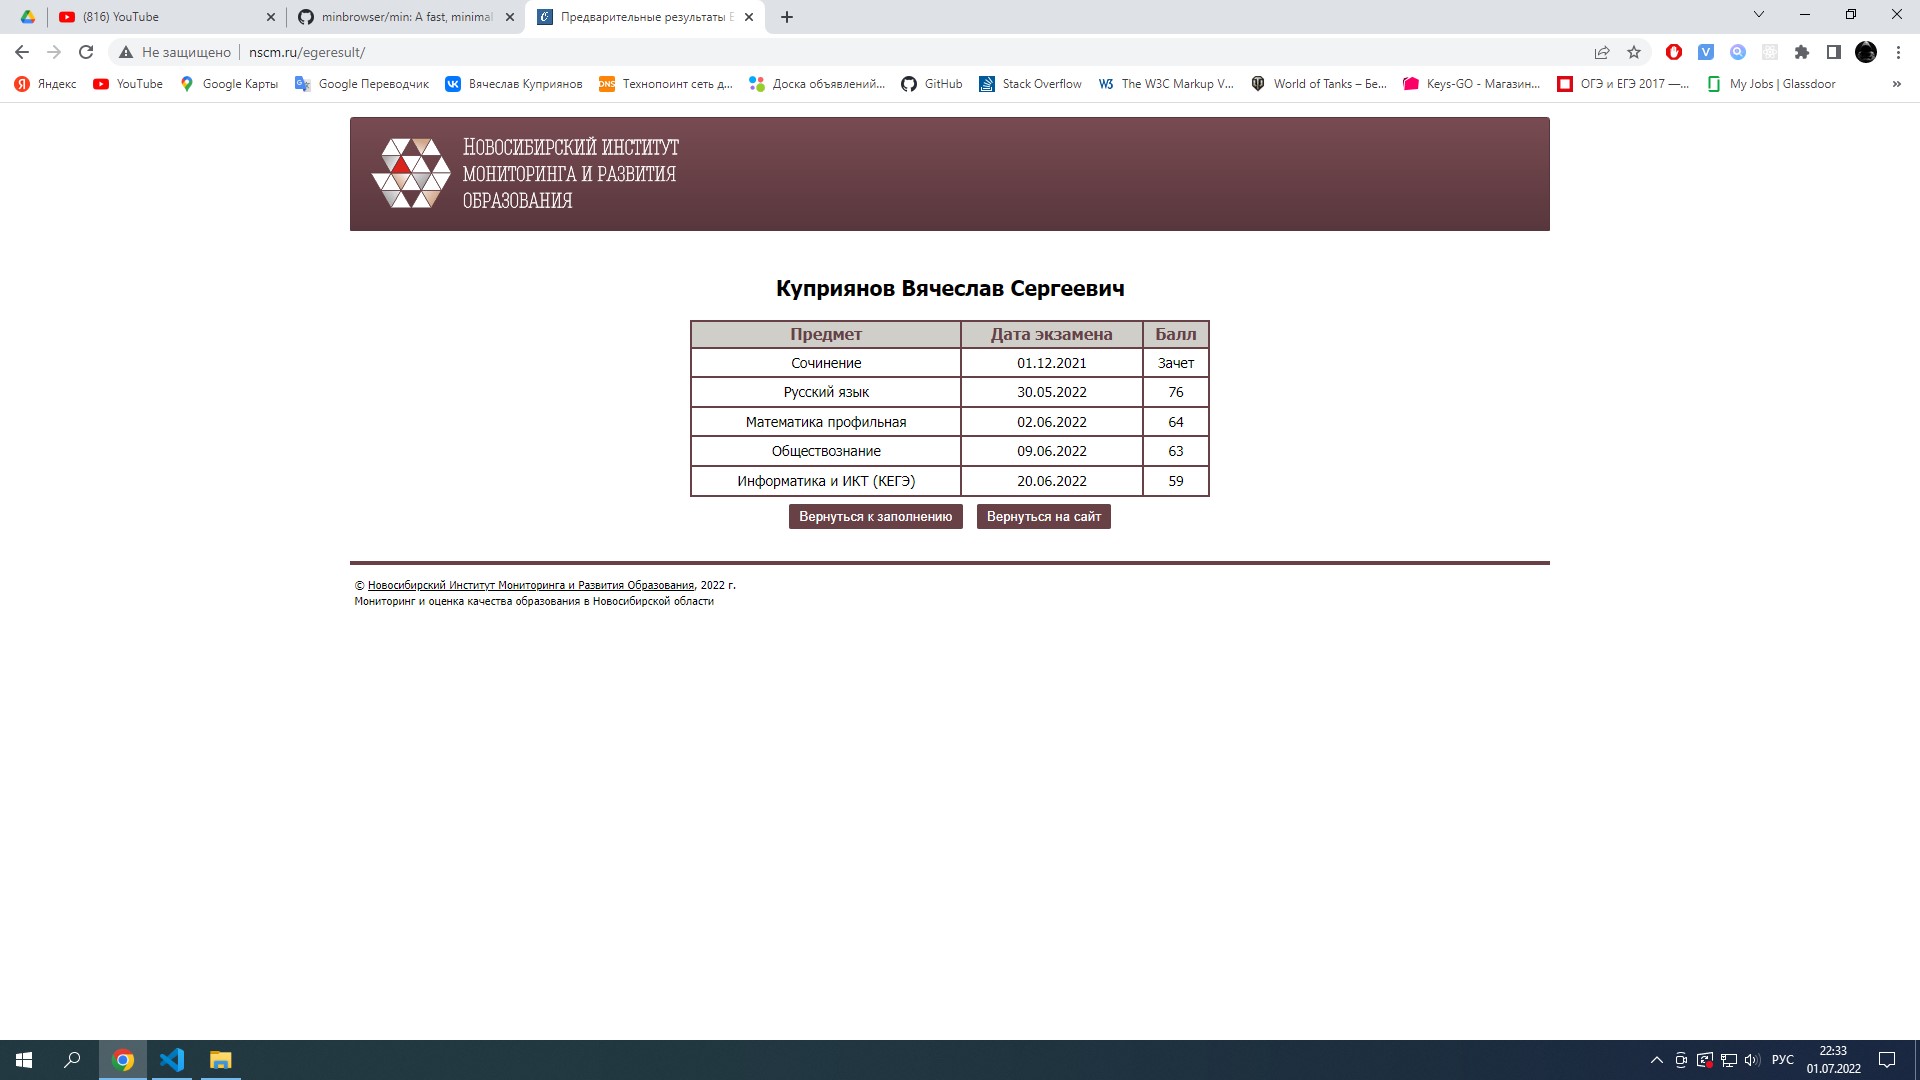 (816) YouTube
minbrowser/min: A fast, minimal
Предварительные результаты Е
Не защищено
nscm.ru/egeresult/
Яндекс
YouTube
Google Карты
Google Переводчик
Вячеслав Куприянов
DNS
Технопоинт сеть д...
Доска объявлений...
GitHub
Stack Overflow
W3
The W3C Markup V...
World of Tanks – Бе...
Keys-GO - Магазин...
ОГЭ и ЕГЭ 2017 —...
My Jobs | Glassdoor
»
Новосибирский институт
мониторинга и развития
образования
Куприянов Вячеслав Сергеевич
Предмет Дата экзамена Балл
Сочинение 01.12.2021 Зачет
Русский язык 30.05.2022 76
Математика профильная 02.06.2022 64
Обществознание 09.06.2022 63
Информатика и ИКТ (КЕГЭ) 20.06.2022 59
Вернуться к заполнению Вернуться на сайт
© Новосибирский Институт Мониторинга и Развития Образования, 2022 г.
Мониторинг и оценка качества образования в Новосибирской области
РУС
22:33
01.07.2022